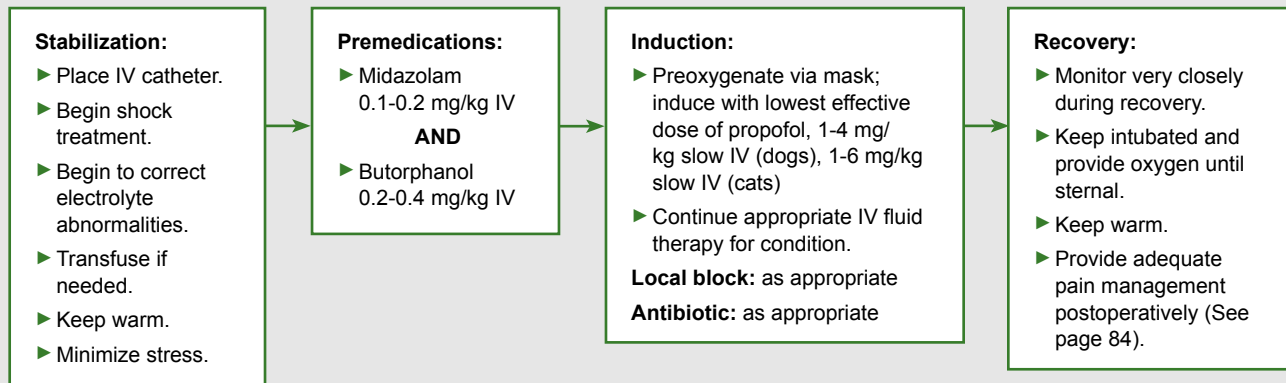 Stabilization:
► Place IV catheter.
► Begin shock
treatment.
► Begin to correct
electrolyte
abnormalities.
► Transfuse if
needed.
► Keep warm.
► Minimize stress.
Premedications:
► Midazolam
0.1-0.2 mg/kg IV
AND
► Butorphanol
0.2-0.4 mg/kg IV
Induction:
► Preoxygenate via mask;
induce with lowest effective
dose of propofol, 1-4 mg/
kg slow IV (dogs), 1-6 mg/kg
slow IV (cats)
► Continue appropriate IV fluid
therapy for condition.
Local block: as appropriate
Antibiotic: as appropriate
Recovery:
► Monitor very closely
during recovery.
► Keep intubated and
provide oxygen until
sternal.
► Keep warm.
► Provide adequate
pain management
postoperatively (See
page 84).